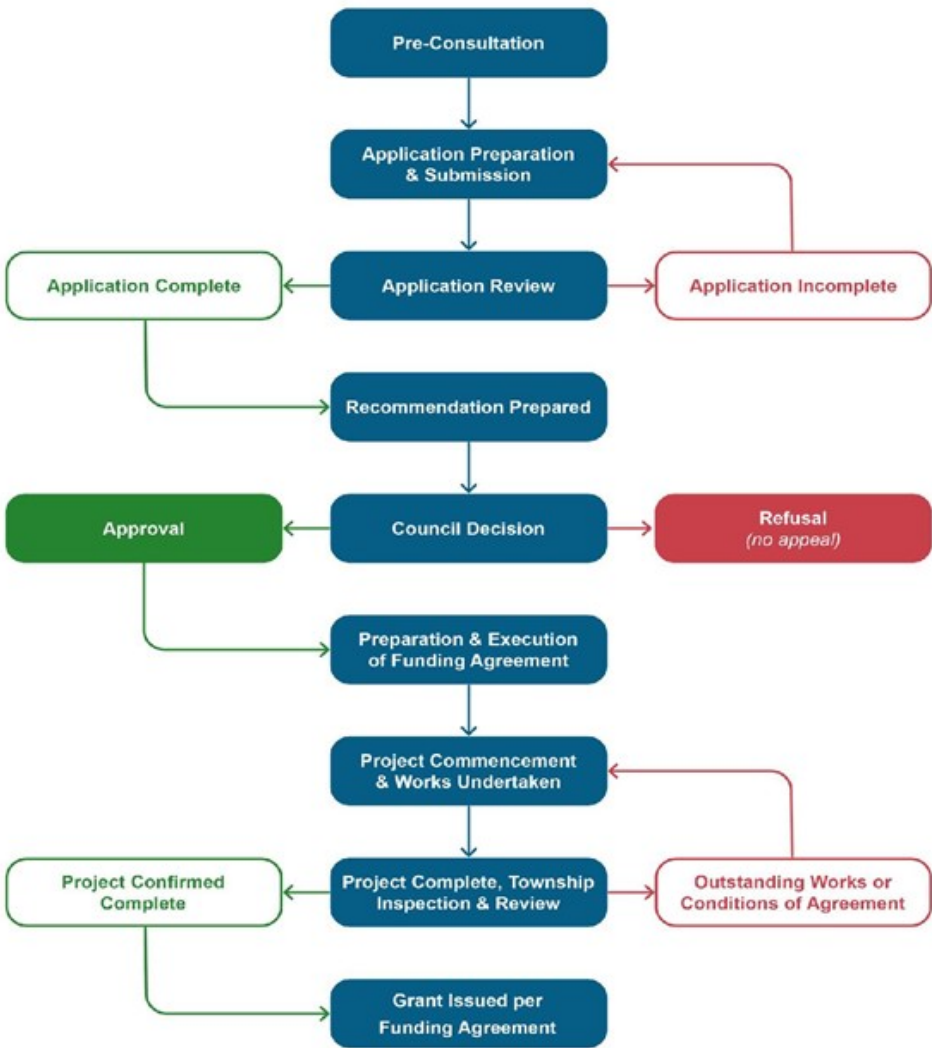 Pre-Consultation
Application Preparation
& Submission
Application Complete
Application Review
Application Incomplete
Recommendation Prepared
Approval
Council Decision
Refusal
(no appeal)
Preparation & Execution
of Funding Agreement
Project Commencement
& Works Undertaken
Project Confirmed
Complete
Project Complete, Township
Inspection & Review
Outstanding Works or
Conditions of Agreement
Grant Issued per
Funding Agreement